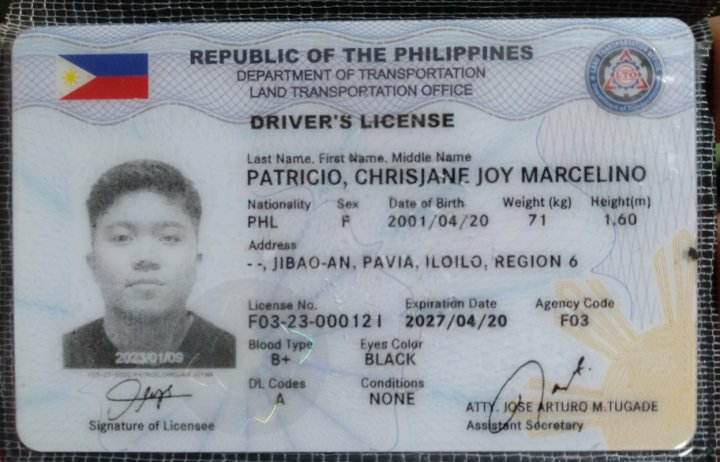 REPUBLIC OF THE PHILIPPINES
DEPARTMENT OF TRANSPORTATION
LAND TRANSPORTATION OFFICE
LTO
DRIVER'S LICENSE
Last Name, First Name, Middle Name
PATRICIO, CHRISJANE JOY MARCELINO
Nationality Sex Date of Birth Weight (kg) Height(m)
PHL F 2001/04/20 71 1.60
Address
--, JIBAO-AN, PAVIA, ILOILO, REGION 6
License No. Expiration Date Agency Code
F03-23-000121 2027/04/20 F03
Blood Type Eyes Color
B+ BLACK
DL Codes Conditions
A NONE
2023/01/09
Signature of Licensee
ATTY. JOSE ARTURO M.TUGADE
Assistant Secretary